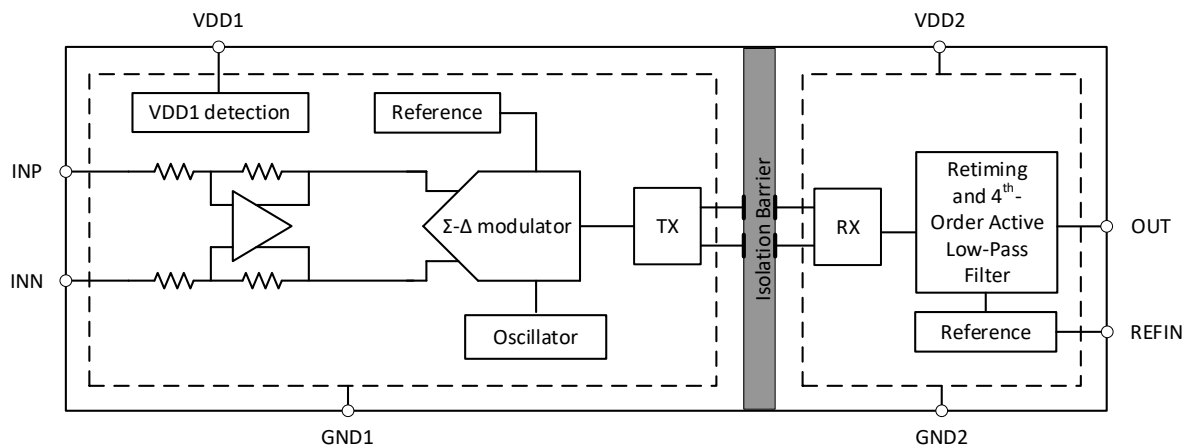 VDD1
VDD2
VDD1 detection
Reference
INP
INN
Σ-Δ modulator
Oscillator
TX
Isolation Barrier
RX
Retiming
and 4th-
Order Active
Low-Pass
Filter
Reference
OUT
REFIN
GND1
GND2